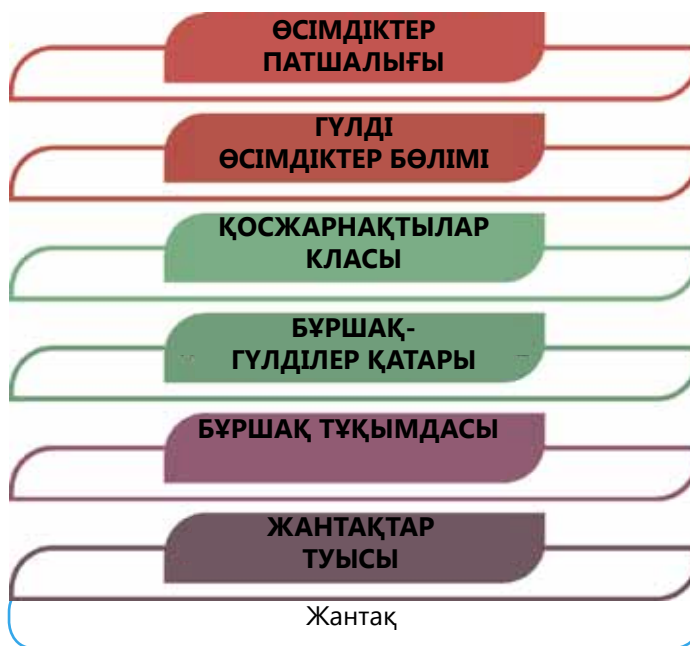 ӨСІМДІКТЕР
ПАТШАЛЫҒЫ
ГҮЛДІ
ӨСІМДІКТЕР БӨЛІМІ
ҚОСЖАРНАҚТЫЛАР
КЛАСЫ
БҰРШАҚ-
ГҮЛДІЛЕР ҚАТАРЫ
БҰРШАҚ ТҰҚЫМДАСЫ
ЖАНТАҚТАР
ТУЫСЫ
Жантақ